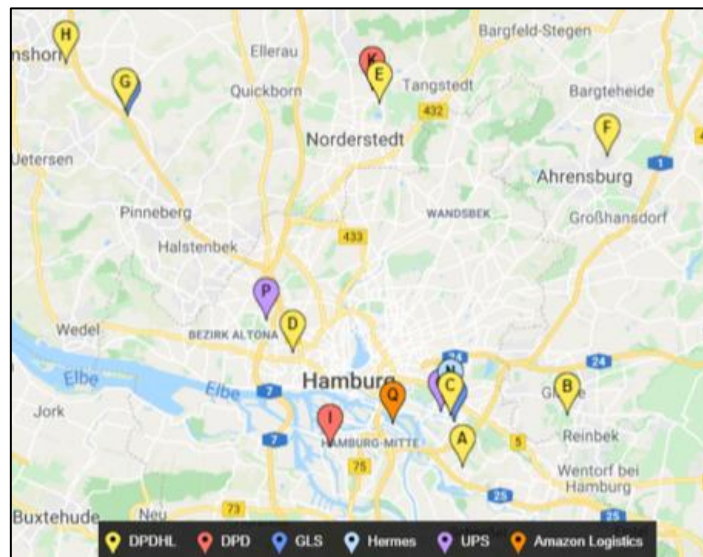 H
Bargfeld-Stegen
Ellerau
nshorn
K
E
G
Quickborn
Tangstedt
Bargteheide
432
Norderstedt
F
Uetersen
1
Ahrensburg
Pinneberg
WANDSBEK
Großhansdorf
Halstenbek
433
P
D
Wedel
BEZIRK ALTONA
24
24
Elbe
Elbe
7
Hamburg
N
C
B
Q
Jork
I
HAMBURG-MITTE
A
Reinbek
7
75
5
Wentorf bei
Hamburg
25
73
25
Buxtehude
Neu
DPDHL
DPD
GLS
Hermes
UPS
Amazon Logistics